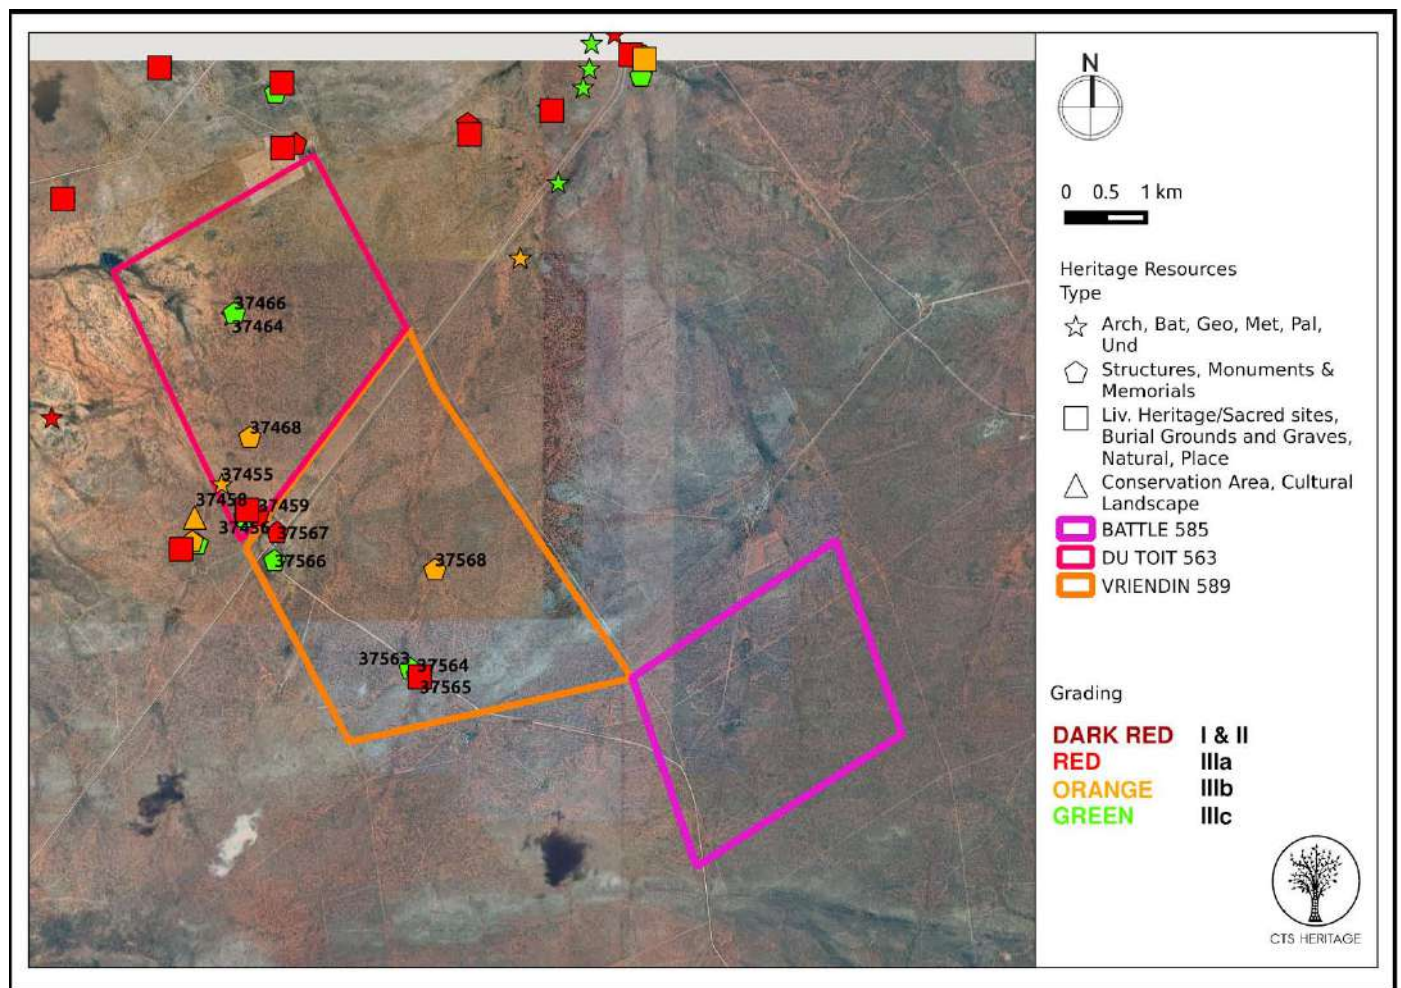 37466
37464
37468
37455
37458
37459
37456
37567
37566
37568
37563
37564
37565
N
0 0.5 1 km
Heritage Resources
Type
Arch, Bat, Geo, Met, Pal,
Und
Structures, Monuments &
Memorials
Liv. Heritage/Sacred sites,
Burial Grounds and Graves,
Natural, Place
Conservation Area, Cultural
Landscape
BATTLE 585
DU TOIT 563
VRIENDIN 589
Grading
DARK RED I & II
RED IIIa
ORANGE IIIb
GREEN IIIc
CTS HERITAGE